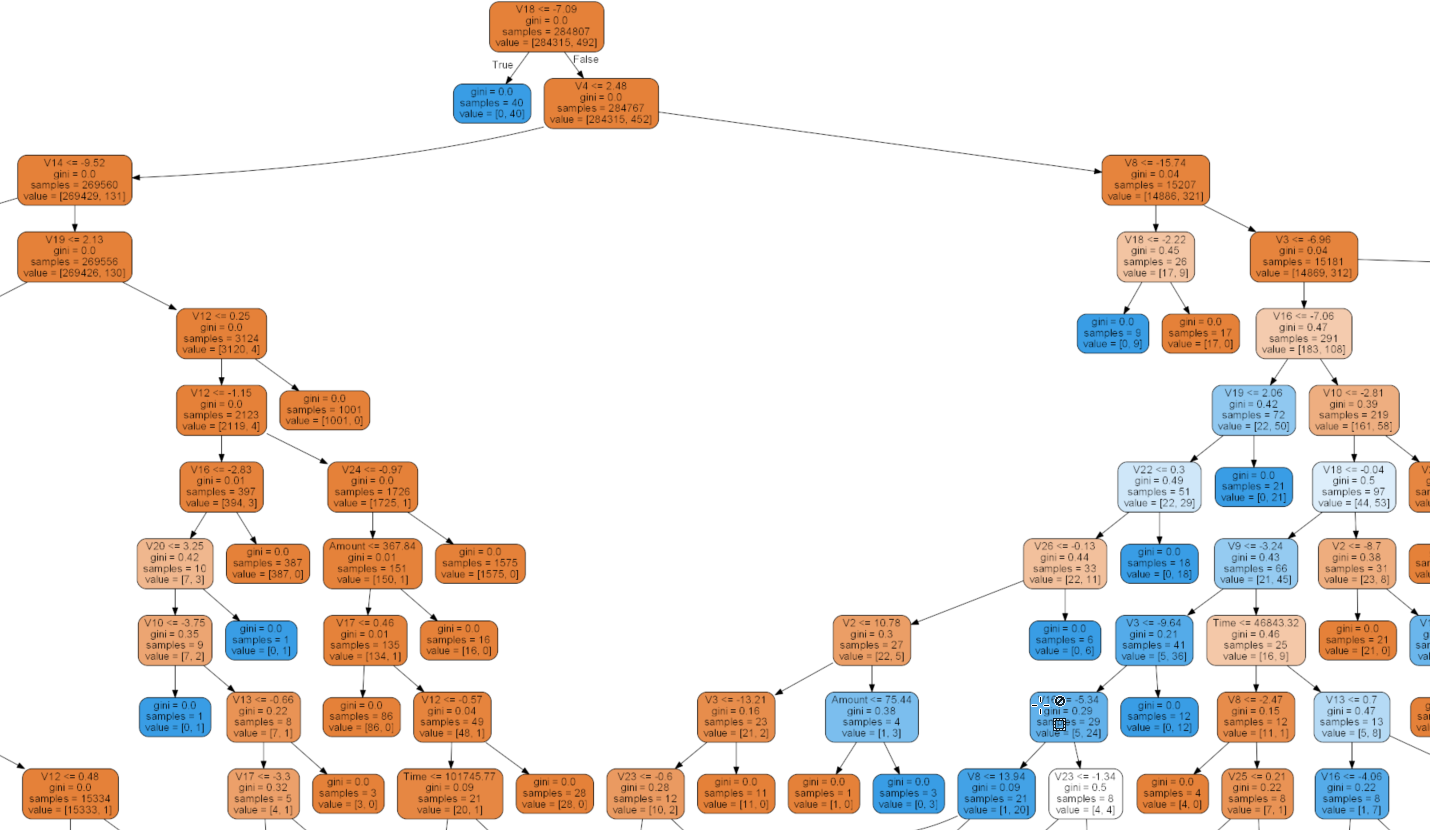 V18 <= -7.09
gini = 0.0
samples = 284807
value = [284315, 492]
True
False
gini = 0.0
samples = 40
value = [0, 40]
V4 <= 2.48
gini = 0.0
samples = 284767
value = [284315, 452]
V14 <= -9.52
gini = 0.0
samples = 269560
value = [269429, 131]
V8 <= -15.74
gini = 0.04
samples = 15207
value = [14886, 321]
V19 <= 2.13
gini = 0.0
samples = 269556
value = [269426, 130]
V18 <= -2.22
gini = 0.45
samples = 26
value = [17, 9]
V3 <= -6.96
gini = 0.04
samples = 15181
value = [14869, 312]
V12 <= 0.25
gini = 0.0
samples = 3124
value = [3120, 4]
gini = 0.0
samples = 9
value = [0, 9]
gini = 0.0
samples = 17
value = [17, 0]
V16 <= -7.06
gini = 0.47
samples = 291
value = [183, 108]
V12 <= -1.15
gini = 0.0
samples = 2123
value = [2119, 4]
gini = 0.0
samples = 1001
value = [1001, 0]
V19 <= 2.06
gini = 0.42
samples = 72
value = [22, 50]
V10 <= -2.81
gini = 0.39
samples = 219
value = [161, 58]
V16 <= -2.83
gini = 0.01
samples = 397
value = [394, 3]
V24 <= -0.97
gini = 0.0
samples = 1726
value = [1725, 1]
V22 <= 0.3
gini = 0.49
samples = 51
value = [22, 29]
gini = 0.0
samples = 21
value = [0, 21]
V18 <= -0.04
gini = 0.5
samples = 97
value = [44, 53]
V20 <= 3.25
gini = 0.42
samples = 10
value = [7, 3]
gini = 0.0
samples = 387
value = [387, 0]
Amount <= 367.84
gini = 0.01
samples = 151
value = [150, 1]
gini = 0.0
samples = 1575
value = [1575, 0]
V26 <= -0.13
gini = 0.44
samples = 33
value = [22, 11]
gini = 0.0
samples = 18
value = [0, 18]
V9 <= -3.24
gini = 0.43
samples = 66
value = [21, 45]
V2 <= -8.7
gini = 0.38
samples = 31
value = [23, 8]
V10 <= -3.75
gini = 0.35
samples = 9
value = [7, 2]
gini = 0.0
samples = 1
value = [0, 1]
V17 <= 0.46
gini = 0.01
samples = 135
value = [134, 1]
gini = 0.0
samples = 16
value = [16, 0]
V2 <= 10.78
gini = 0.3
samples = 27
value = [22, 5]
gini = 0.0
samples = 6
value = [0, 6]
V3 <= -9.64
gini = 0.21
samples = 41
value = [5, 36]
Time <= 46843.32
gini = 0.46
samples = 25
value = [16, 9]
gini = 0.0
samples = 21
value = [21, 0]
gini = 0.0
samples = 1
value = [0, 1]
V13 <= -0.66
gini = 0.22
samples = 8
value = [7, 1]
gini = 0.0
samples = 86
value = [86, 0]
V12 <= -0.57
gini = 0.04
samples = 49
value = [48, 1]
V3 <= -13.21
gini = 0.16
samples = 23
value = [21, 2]
Amount <= 75.44
gini = 0.38
samples = 4
value = [1, 3]
-5.34
gini = 0.29
samples = 29
value = [5, 24]
gini = 0.0
samples = 12
value = [0, 12]
V8 <= -2.47
gini = 0.15
samples = 12
value = [11, 1]
V13 <= 0.7
gini = 0.47
samples = 13
value = [5, 8]
V12 <= 0.48
gini = 0.0
samples = 15334
value = [15333, 1]
V17 <= -3.3
gini = 0.32
samples = 5
value = [4, 1]
gini = 0.0
samples = 3
value = [3, 0]
Time <= 101745.77
gini = 0.09
samples = 21
value = [20, 1]
gini = 0.0
samples = 28
value = [28, 0]
V23 <= -0.6
gini = 0.28
samples = 12
value = [10, 2]
gini = 0.0
samples = 11
value = [11, 0]
gini = 0.0
samples = 1
value = [1, 0]
gini = 0.0
samples = 3
value = [0, 3]
V8 <= 13.94
gini = 0.09
samples = 21
value = [1, 20]
V23 <= -1.34
gini = 0.5
samples = 8
value = [4, 4]
gini = 0.0
samples = 4
value = [4, 0]
V25 <= 0.21
gini = 0.22
samples = 8
value = [7, 1]
V16 <= -4.06
gini = 0.22
samples = 8
value = [1, 7]